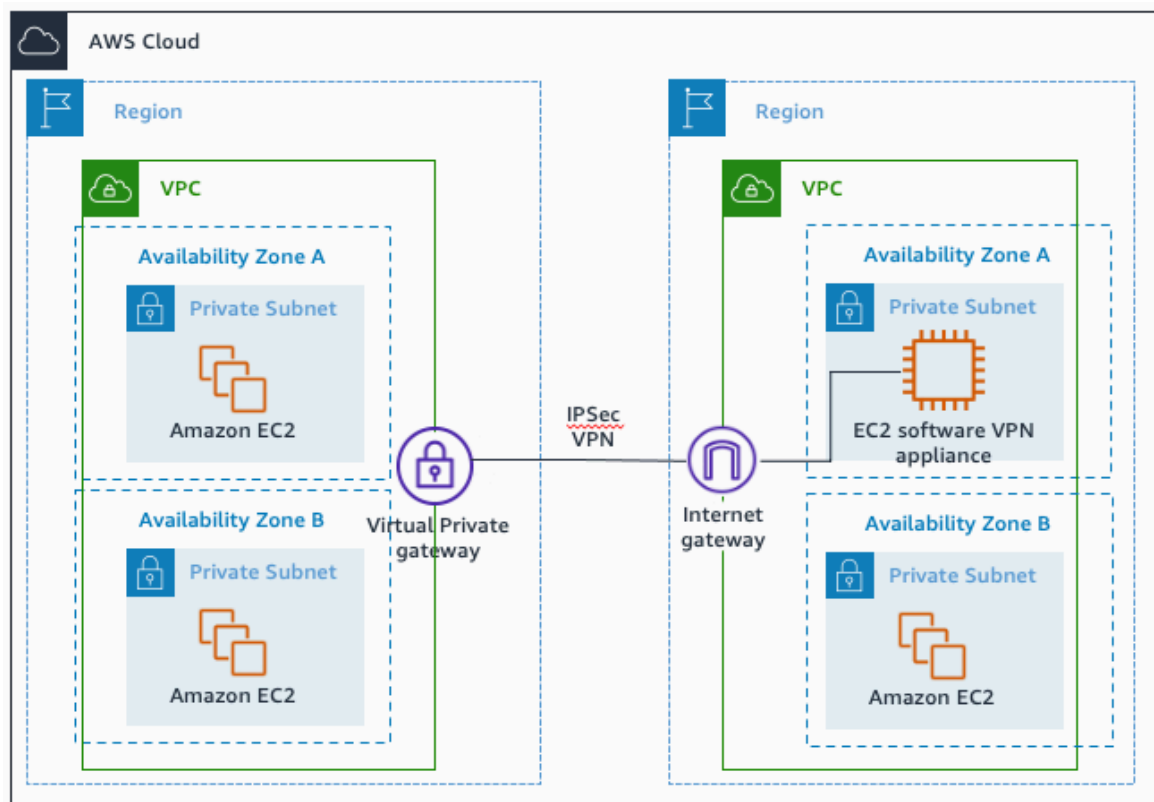 AWS Cloud
Region
Region
VPC
VPC
Availability Zone A
Private Subnet
Amazon EC2
Availability Zone B
Private Subnet
Amazon EC2
Virtual Private
gateway
IPSec
VPN
Internet
gateway
Availability Zone A
Private Subnet
EC2 software VPN
appliance
Availability Zone B
Private Subnet
Amazon EC2